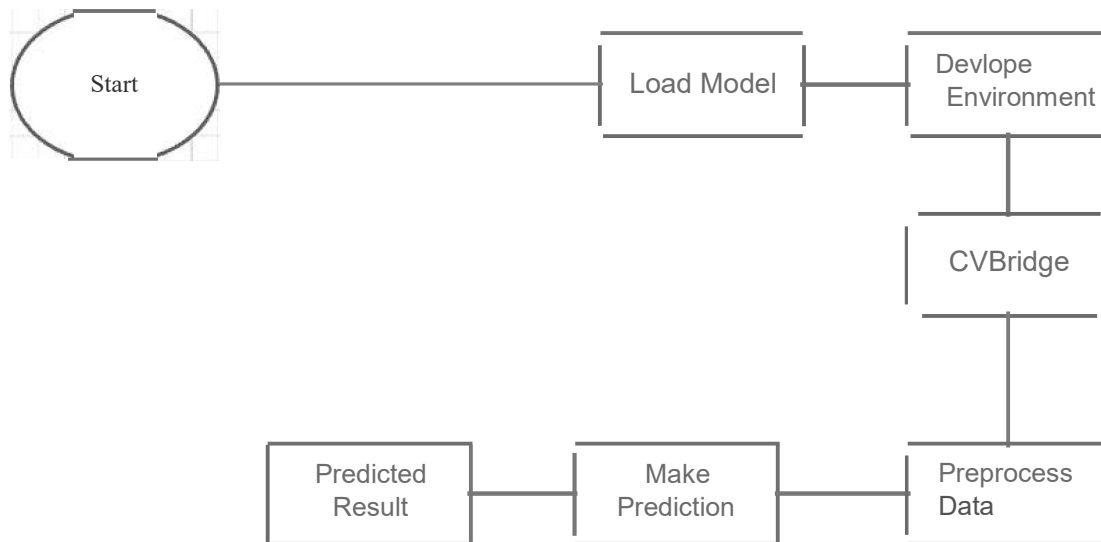 Start
Load Model
Devlope
Environment
CVBridge
Preprocess
Data
Make
Prediction
Predicted
Result